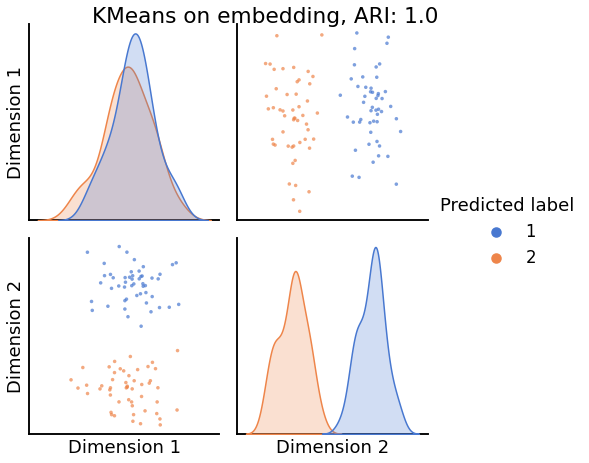 KMeans on embedding, ARI: 1.0
Dimension 1
Predicted label
1
2
Dimension 2
Dimension 1
Dimension 2